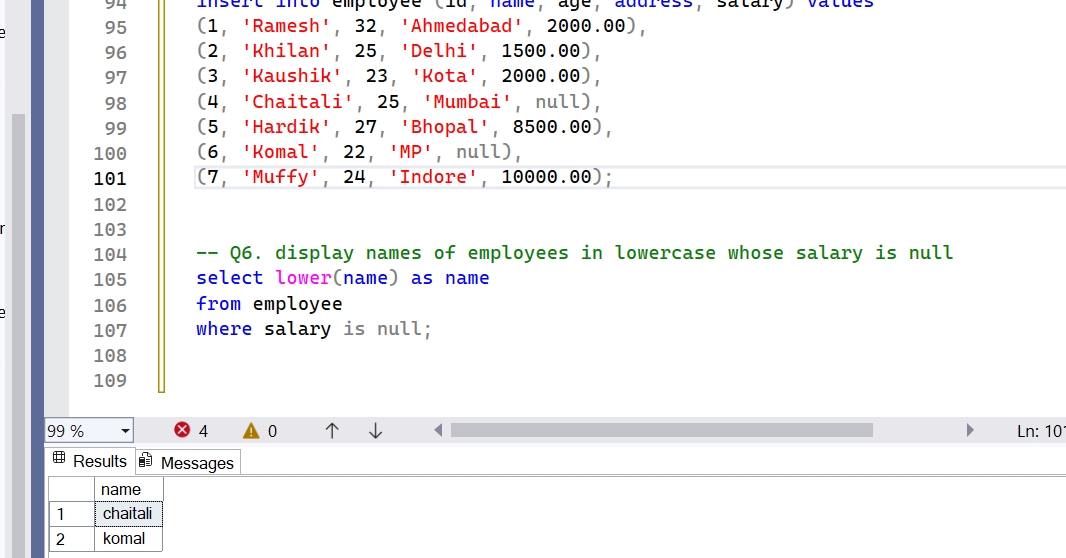 94 insert into employee (id, name, age, address, salary) values
95 (1, 'Ramesh', 32, 'Ahmedabad', 2000.00),
96 (2, 'Khilan', 25, 'Delhi', 1500.00),
97 (3, 'Kaushik', 23, 'Kota', 2000.00),
98 (4, 'Chaitali', 25, 'Mumbai', null),
99 (5, 'Hardik', 27, 'Bhopal', 8500.00),
100 (6, 'Komal', 22, 'MP', null),
101 (7, 'Muffy', 24, 'Indore', 10000.00);
102
103
104 -- Q6. display names of employees in lowercase whose salary is null
105 select lower(name) as name
106 from employee
107 where salary is null;
108
109
99 % 4 0 Ln: 101
Results Messages
name
1 chaitali
2 komal